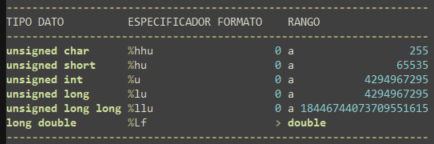 ------------------------------------------------------------
TIPO DATO ESPECIFICADOR FORMATO RANGO
------------------------------------------------------------
unsigned char %hhu 0 a 255
unsigned short %hu 0 a 65535
unsigned int %u 0 a 4294967295
unsigned long %lu 0 a 4294967295
unsigned long long %llu 0 a 18446744073709551615
long double %Lf > double
------------------------------------------------------------